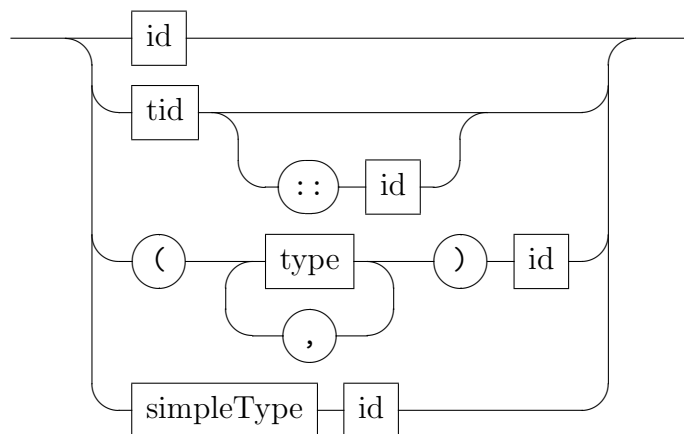 id
tid
:: id
( type ) id
,
simpleType id